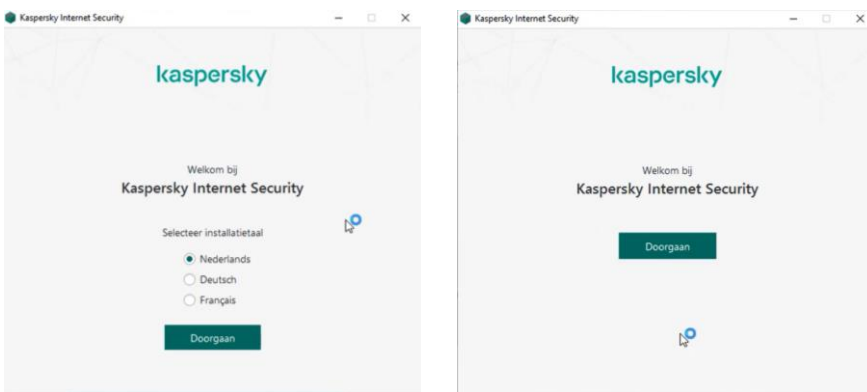 Kaspersky Internet Security
kaspersky
Welkom bij
Kaspersky Internet Security
Selecteer installatietaal
Nederlands
Deutsch
Français
Doorgaan
Kaspersky Internet Security
kaspersky
Welkom bij
Kaspersky Internet Security
Doorgaan